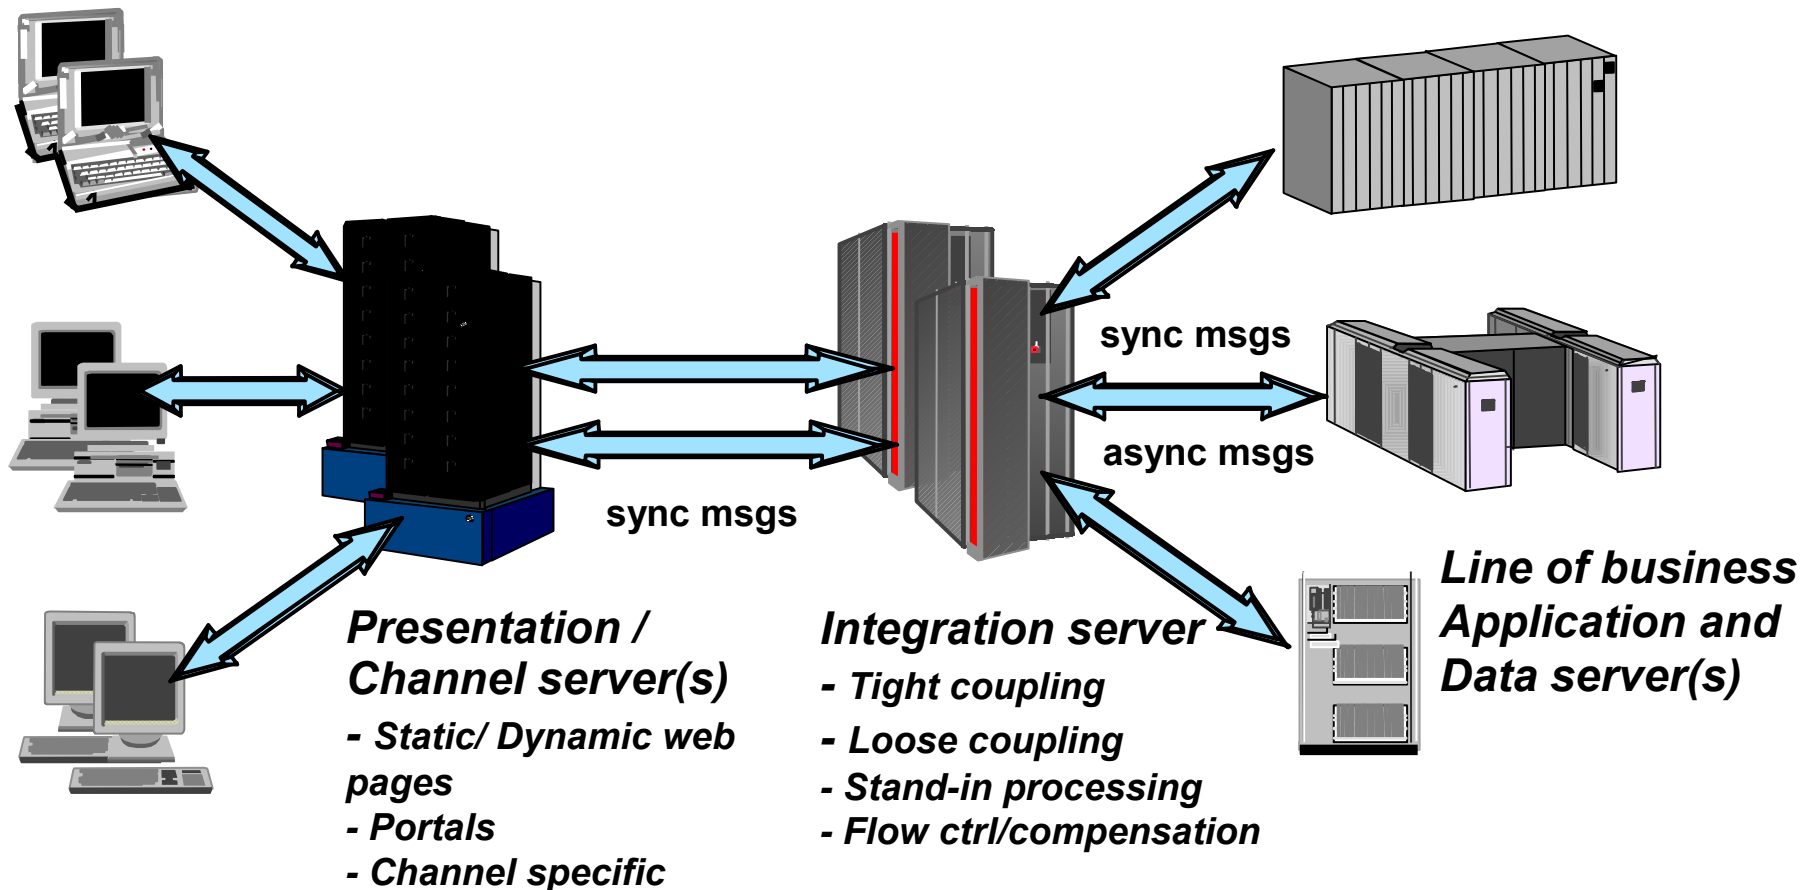 sync msgs
async msgs
sync msgs
Line of business
Application and
Data server(s)
Presentation /
Channel server(s)
- Static/ Dynamic web
pages
- Portals
- Channel specific
Integration server
- Tight coupling
- Loose coupling
- Stand-in processing
- Flow ctrl/compensation